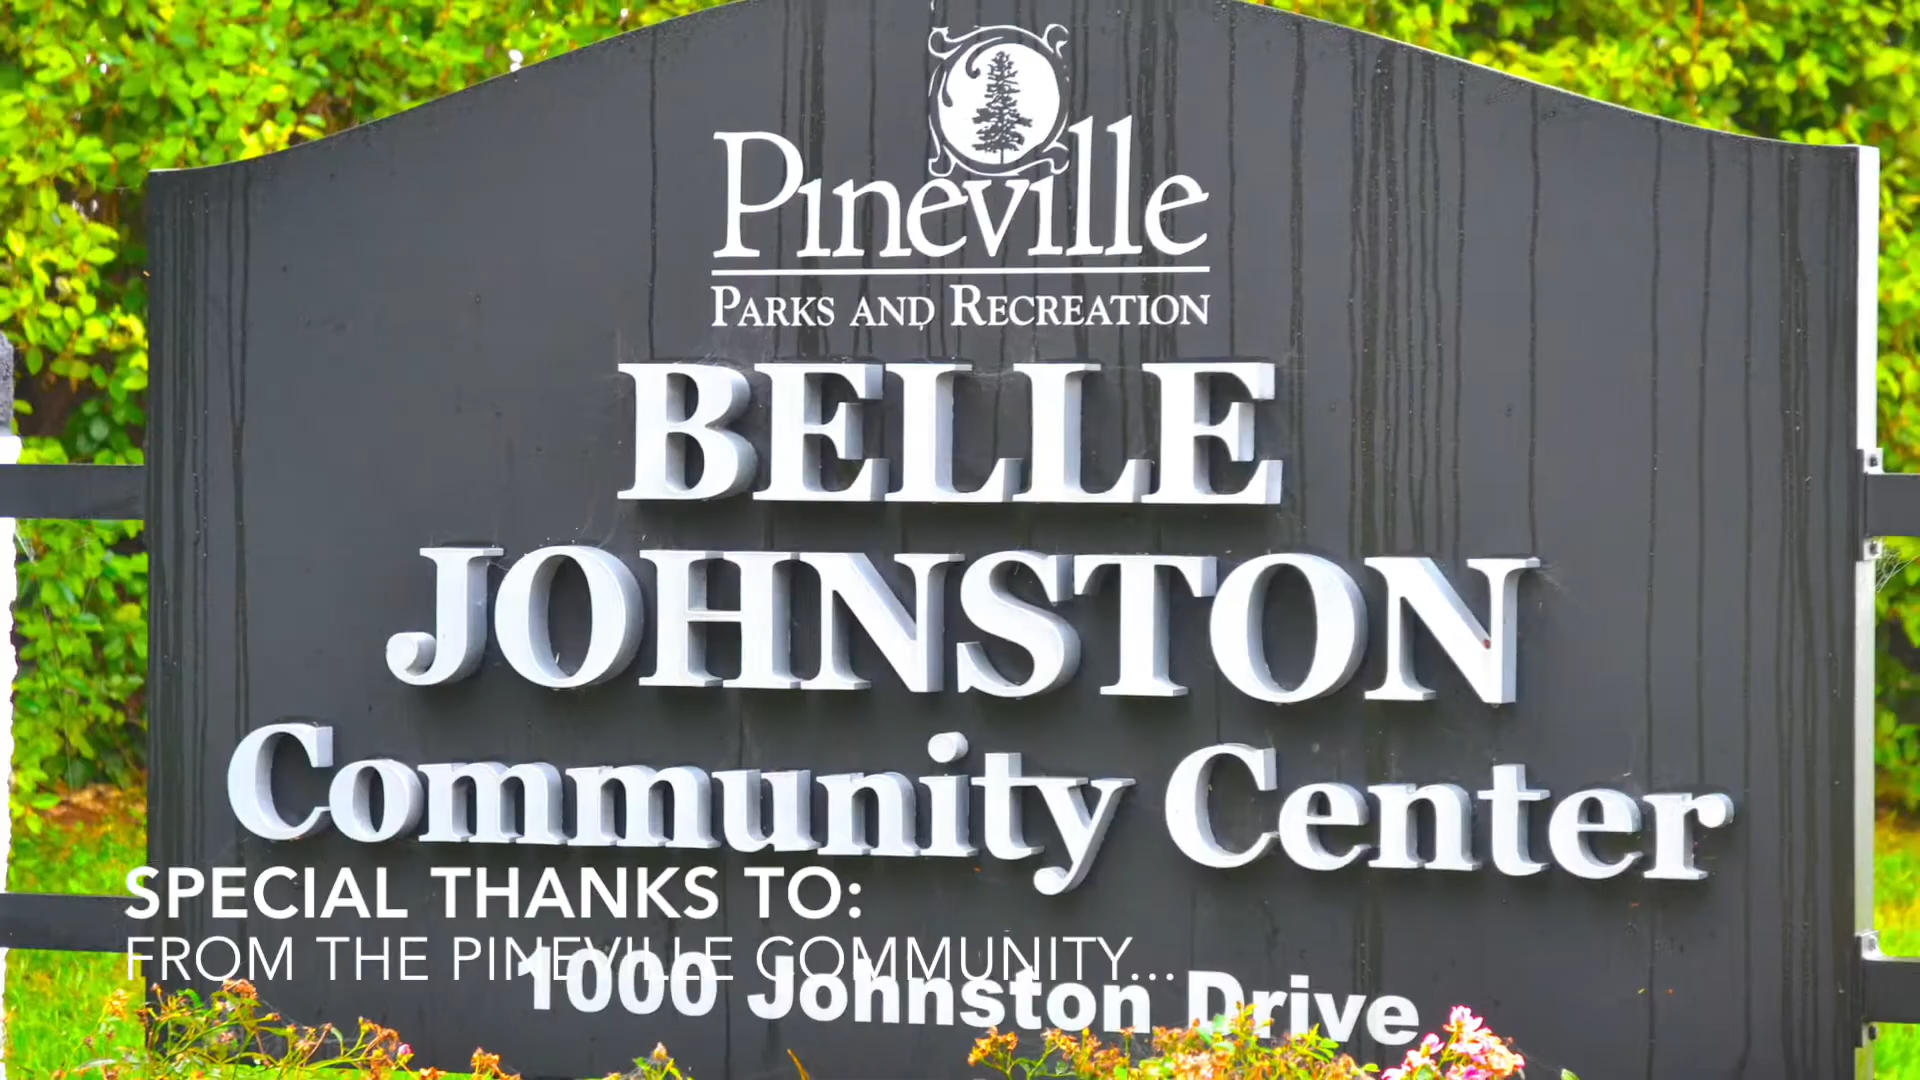 Pineville
PARKS AND RECREATION
BELLE
JOHNSTON
Community Center
SPECIAL THANKS TO:
FROM THE PINEVILLE COMMUNITY...
1000 Johnston Drive